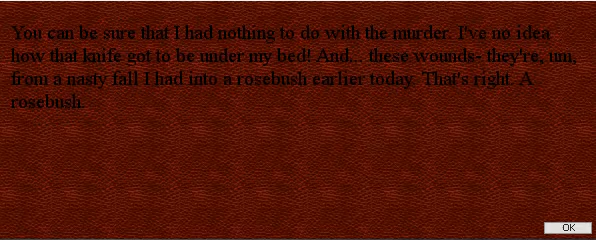 You can be sure that I had nothing to do with the murder. I've no idea
how that knife got to be under my bed! And... these wounds- they're, um,
from a nasty fall I had into a rosebush earlier today. That's right. A
rosebush.
OK